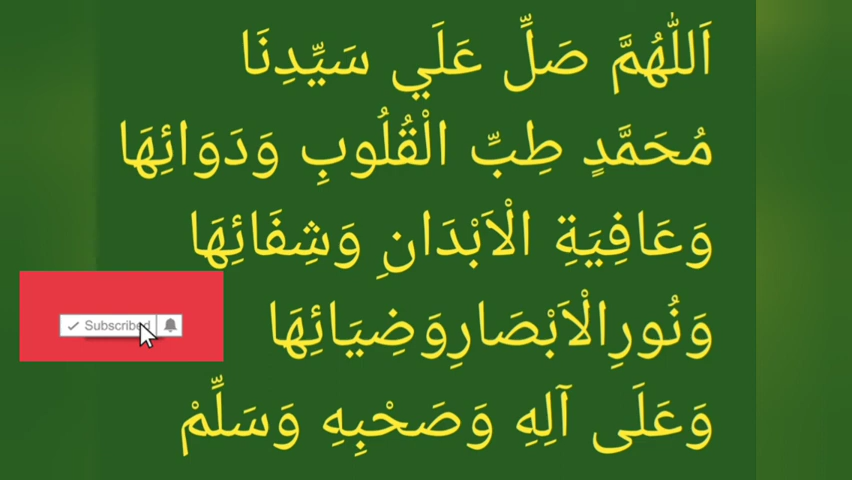 اَللّٰهُمَّ صَلِّ عَلَي سَيِّدِنَا
مُحَمَّدٍ طِبِّ الْقُلُوبِ وَدَوَائِهَا
وَعَافِيَةِ الْاَبْدَانِ وَشِفَائِهَا
وَنُورِالْاَبْصَارِوَضِيَائِهَا
Subscribed
وَعَلَى آلِهِ وَصَحْبِهِ وَسَلِّمْ